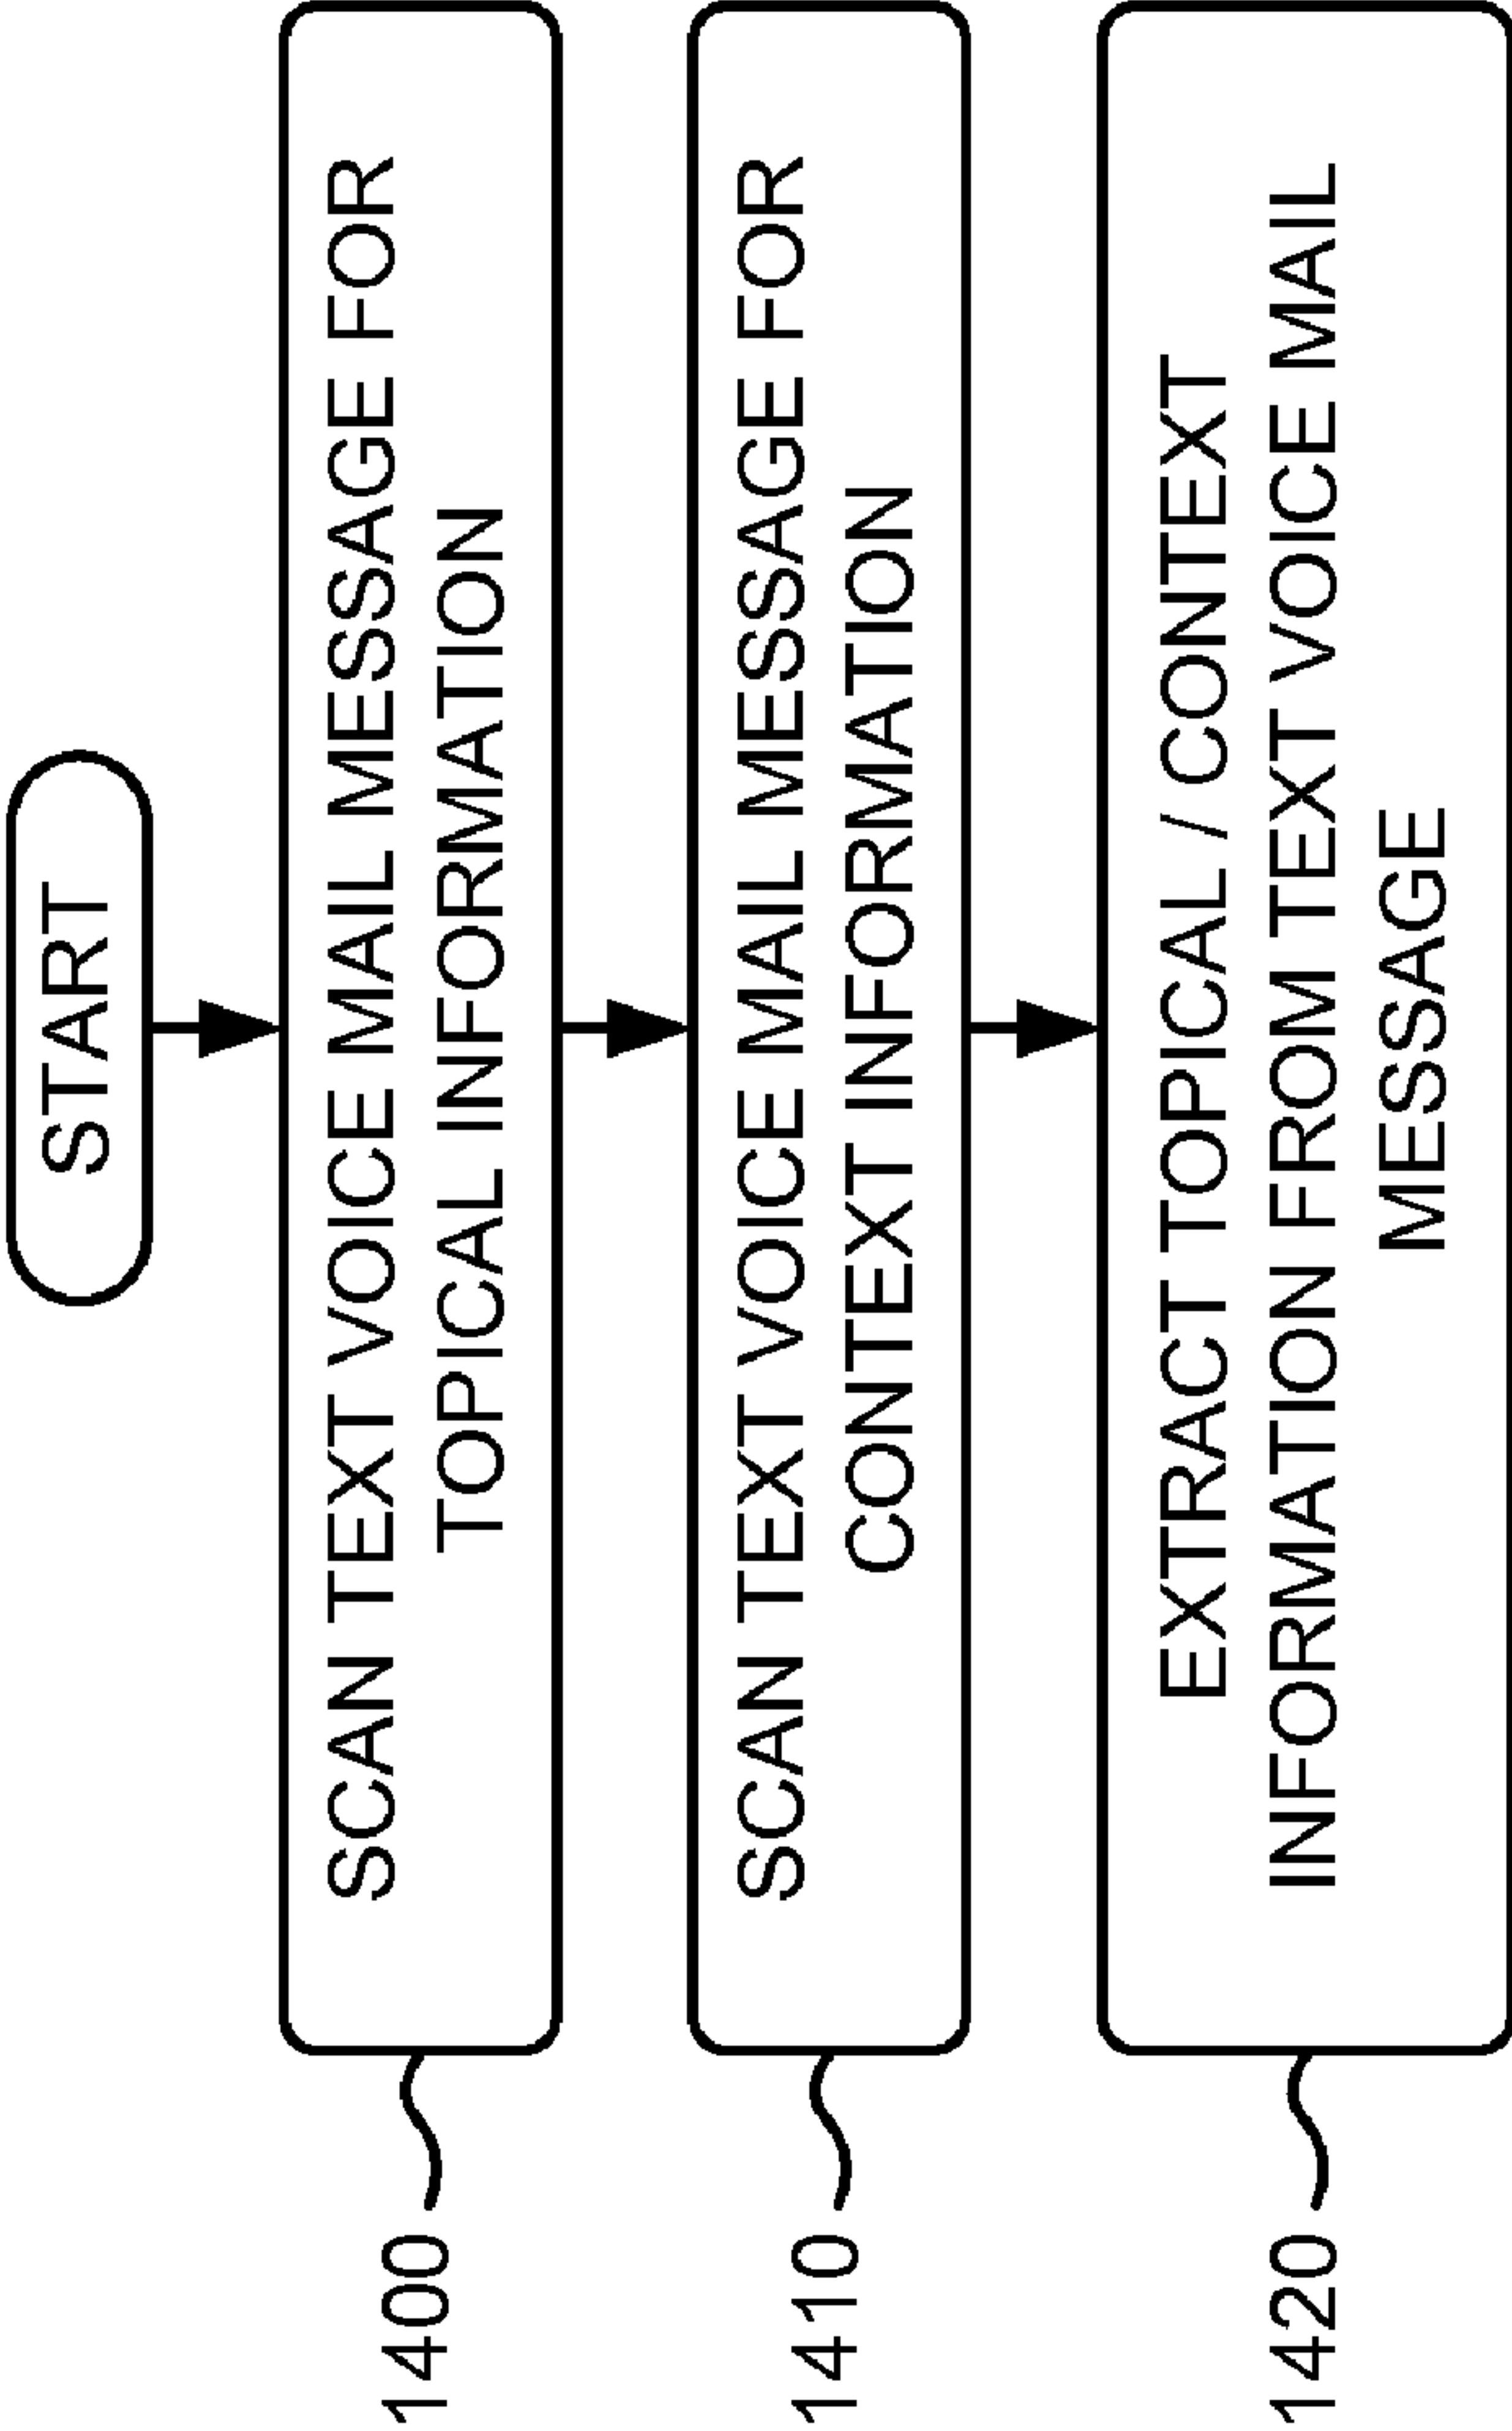 START
SCAN TEXT VOICE MAIL MESSAGE FOR
TOPICAL INFORMATION
1400
SCAN TEXT VOICE MAIL MESSAGE FOR
CONTEXT INFORMATION
1410
EXTRACT TOPICAL / CONTEXT
INFORMATION FROM TEXT VOICE MAIL
MESSAGE
1420